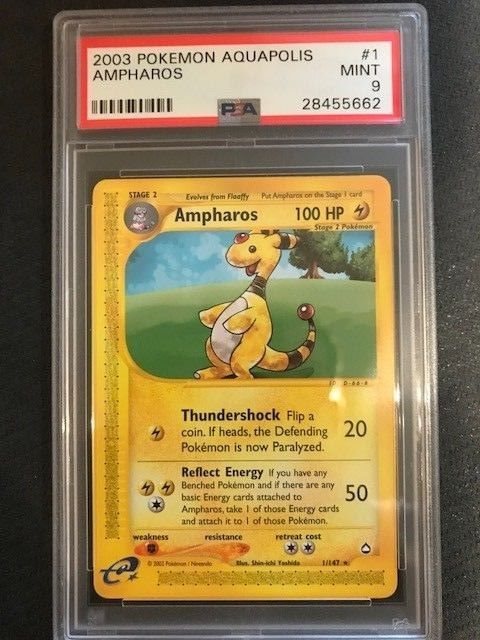 2003 POKEMON AQUAPOLIS #1
AMPHAROS MINT
9
PSA 28455662
STAGE 2 Evolves from Flaaffy Put Ampharos on the Stage 1 card
Ampharos 100 HP
Stage 2 Pokémon
Thundershock Flip a
coin. If heads, the Defending 20
Pokémon is now Paralyzed.
Reflect Energy If you have any
Benched Pokémon and if there are any
basic Energy cards attached to 50
Ampharos, take 1 of those Energy cards
and attach it to 1 of those Pokémon.
weakness resistance retreat cost
Illus. Shin-ichi Yoshida 1/147